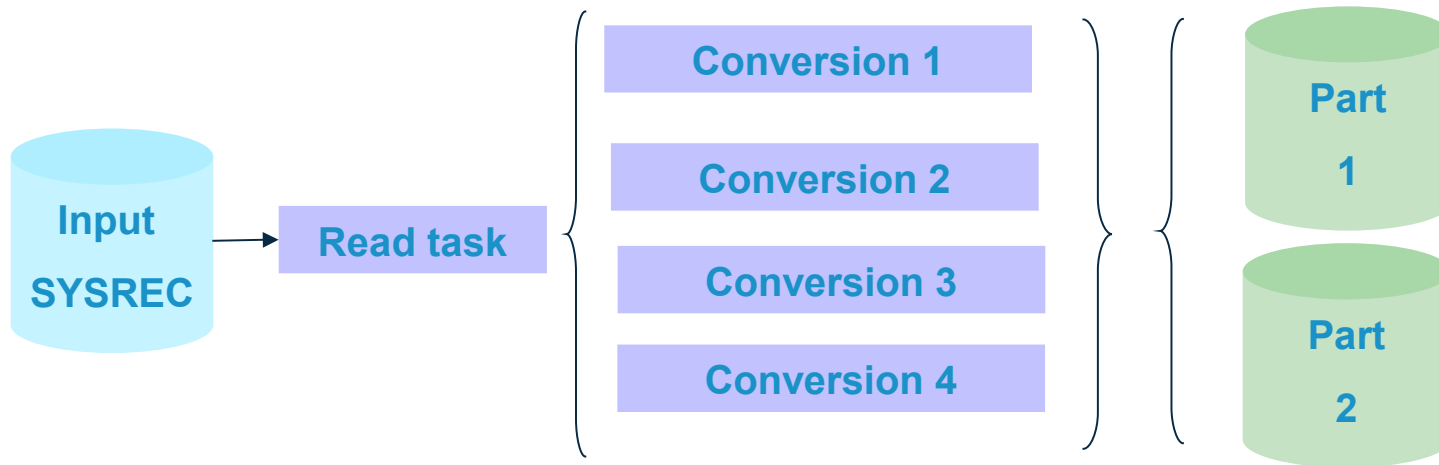 Input
SYSREC
Read task
Conversion 1
Conversion 2
Conversion 3
Conversion 4
Part
1
Part
2